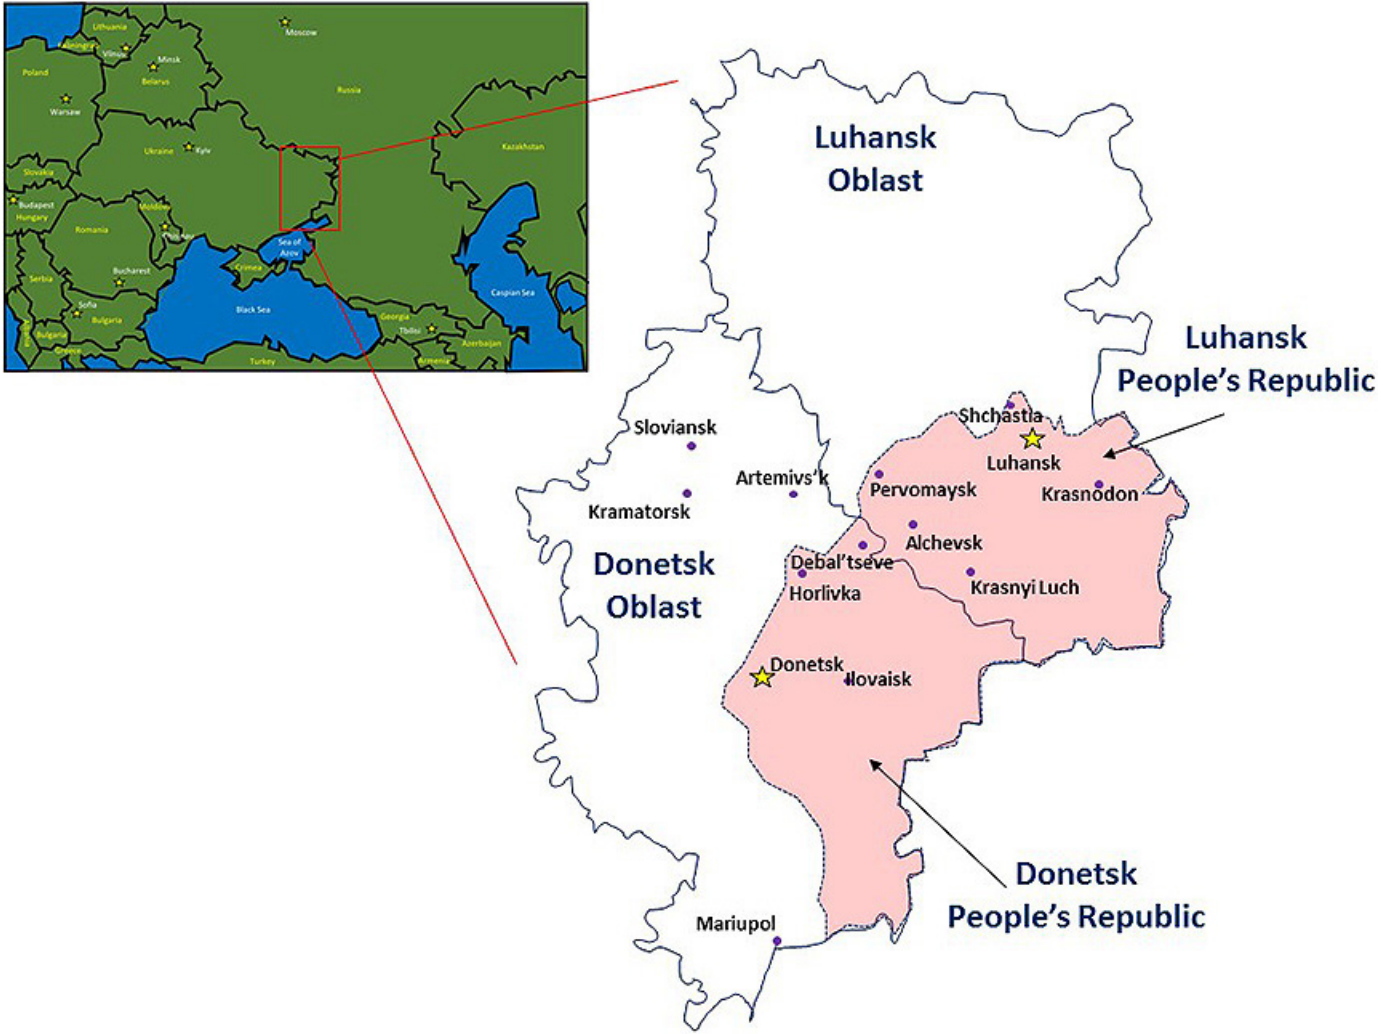 Lithuania
Moscow
Kaliningrad
Vilnius
Minsk
Poland
Belarus
Russia
Warsaw
Ukraine
Kyiv
Kazakhstan
Slovakia
Budapest
Hungary
Moldova
Romania
Sea of
Azov
Crimea
Serbia
Bucharest
Caspian Sea
Sofia
Black Sea
Bulgaria
Georgia
Tbilisi
Bulgaria
Azerbaijan
Greece
Turkey
Armenia
Luhansk
Oblast
Luhansk
People's Republic
Shchastia
Luhansk
Sloviansk
Artemivs'k
Pervomaysk
Krasnodon
Kramatorsk
Alchevsk
Donetsk
Oblast
Debal'tseve
Horlivka
Krasnyi Luch
Donetsk
Ilovaisk
Donetsk
People's Republic
Mariupol